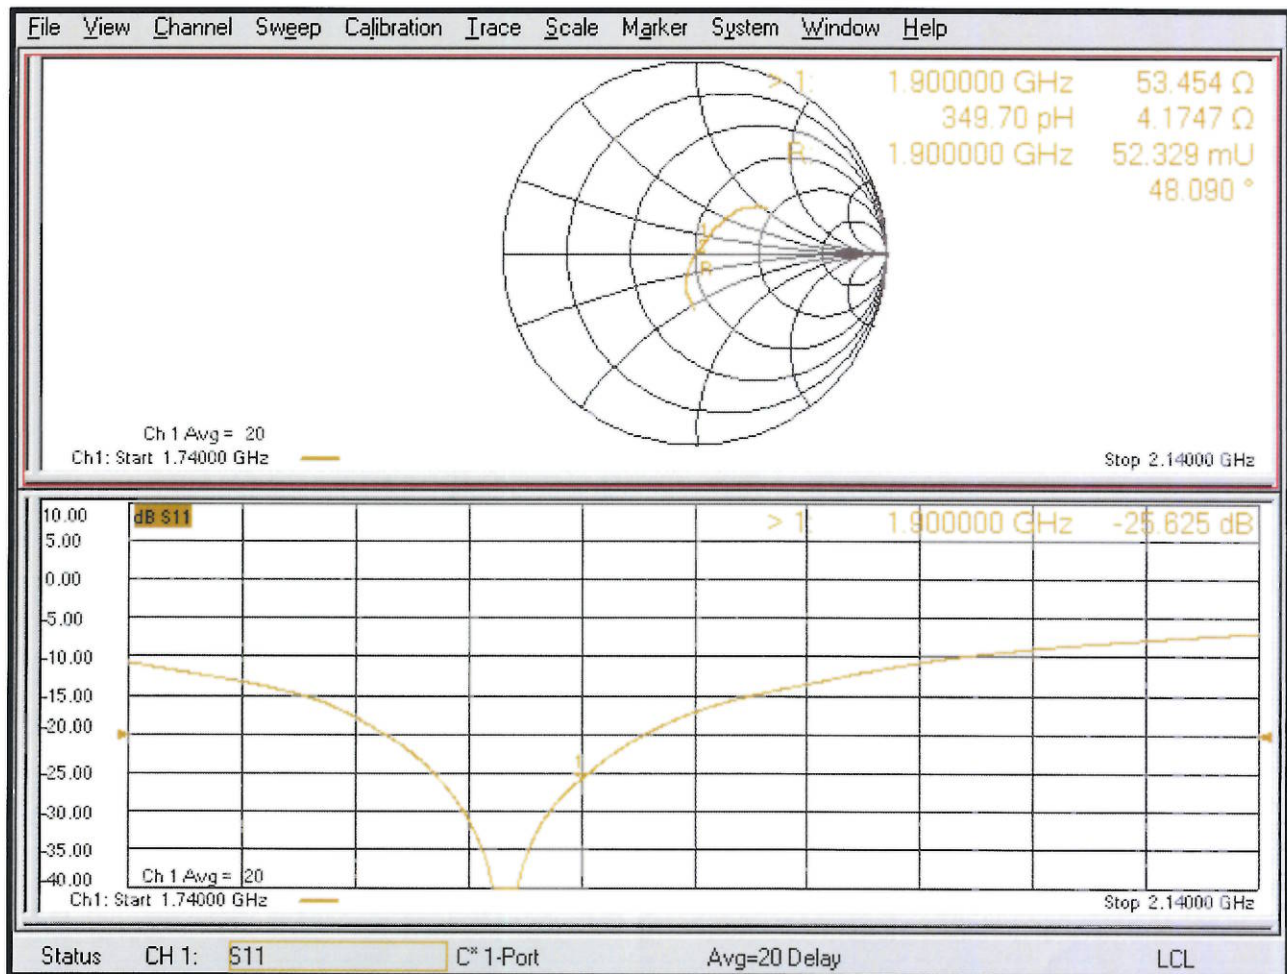 File View Channel Sweep Calibration Trace Scale Marker System Window Help
> 1: 1.900000 GHz 53.454 Ω
349.70 pH 4.1747 Ω
R: 1.900000 GHz 52.329 mU
48.090 °
1
R
Ch 1 Avg = 20
Ch1: Start 1.74000 GHz
Stop 2.14000 GHz
10.00 dB S11 > 1: 1.900000 GHz -25.625 dB
5.00
0.00
-5.00
-10.00
-15.00
-20.00
-25.00
1
-30.00
-35.00
-40.00
Ch 1 Avg = 20
Ch1: Start 1.74000 GHz
Stop 2.14000 GHz
Status CH 1: S11 C* 1-Port Avg=20 Delay LCL